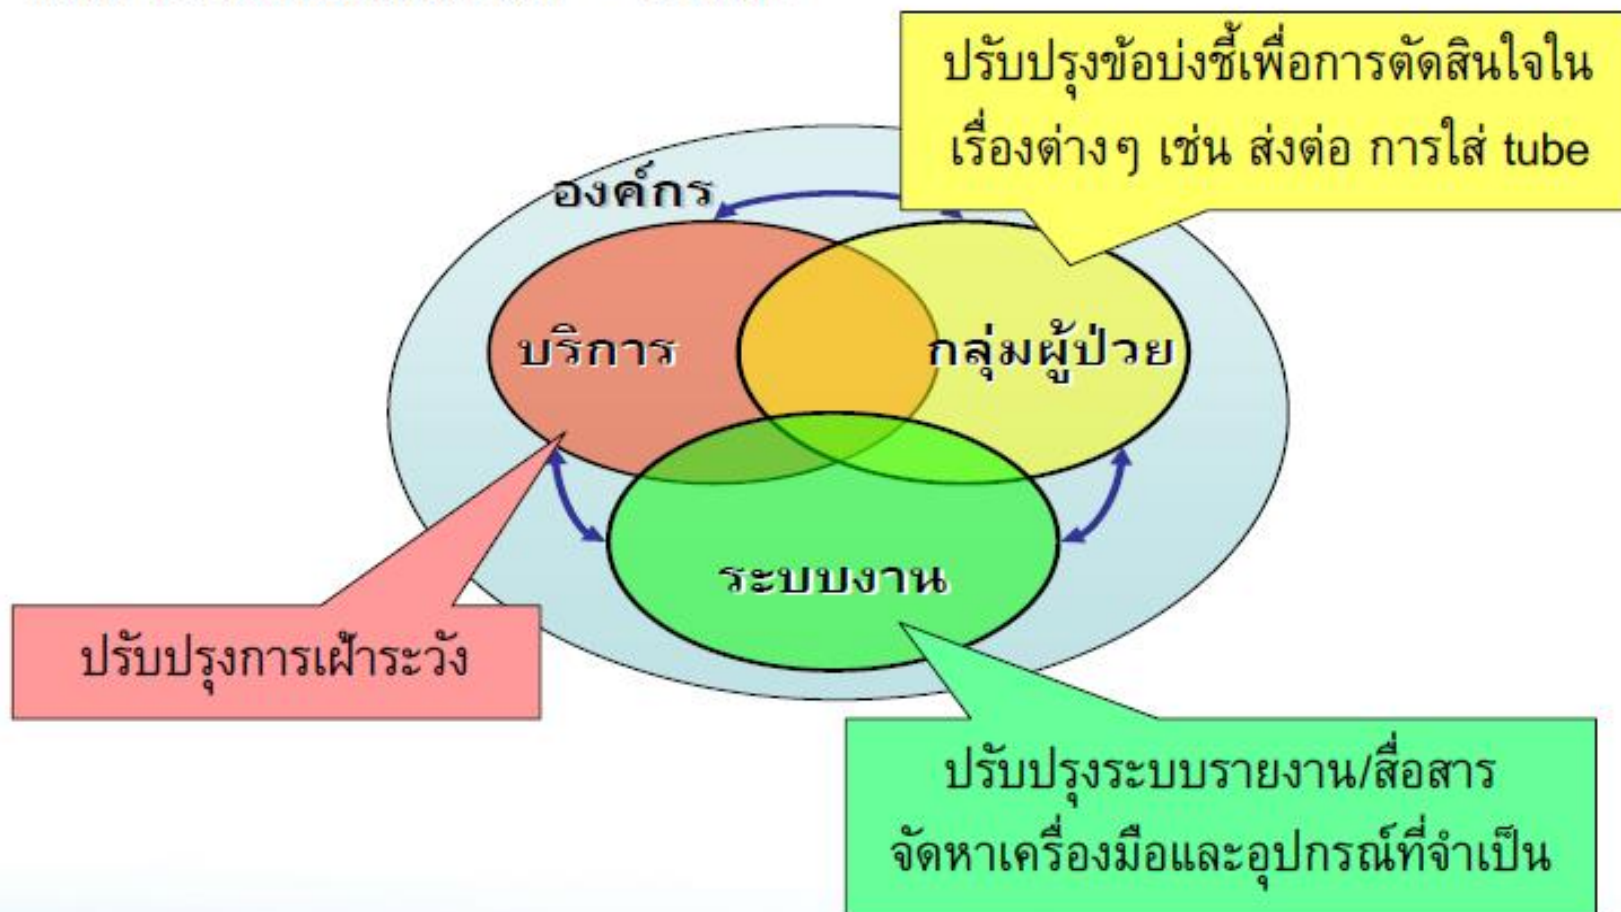 ปรับปรุงข้อบ่งชี้เพื่อการตัดสินใจใน
เรื่องต่างๆ เช่น ส่งต่อ การใส่ tube
องค์กร
บริการ
กลุ่มผู้ป่วย
ระบบงาน
ปรับปรุงการเฝ้าระวัง
ปรับปรุงระบบรายงาน/สื่อสาร
จัดหาเครื่องมือและอุปกรณ์ที่จำเป็น